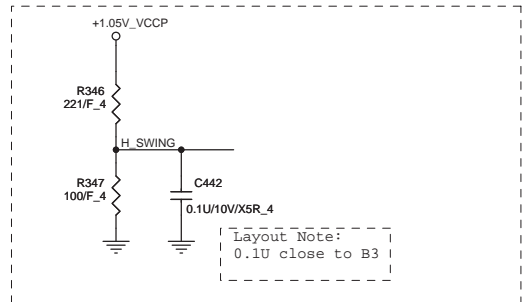 +1.05V_VCCP
R346
221/F_4
H_SWING
R347
100/F_4
C442
0.1U/10V/X5R_4
Layout Note:
0.1U close to B3